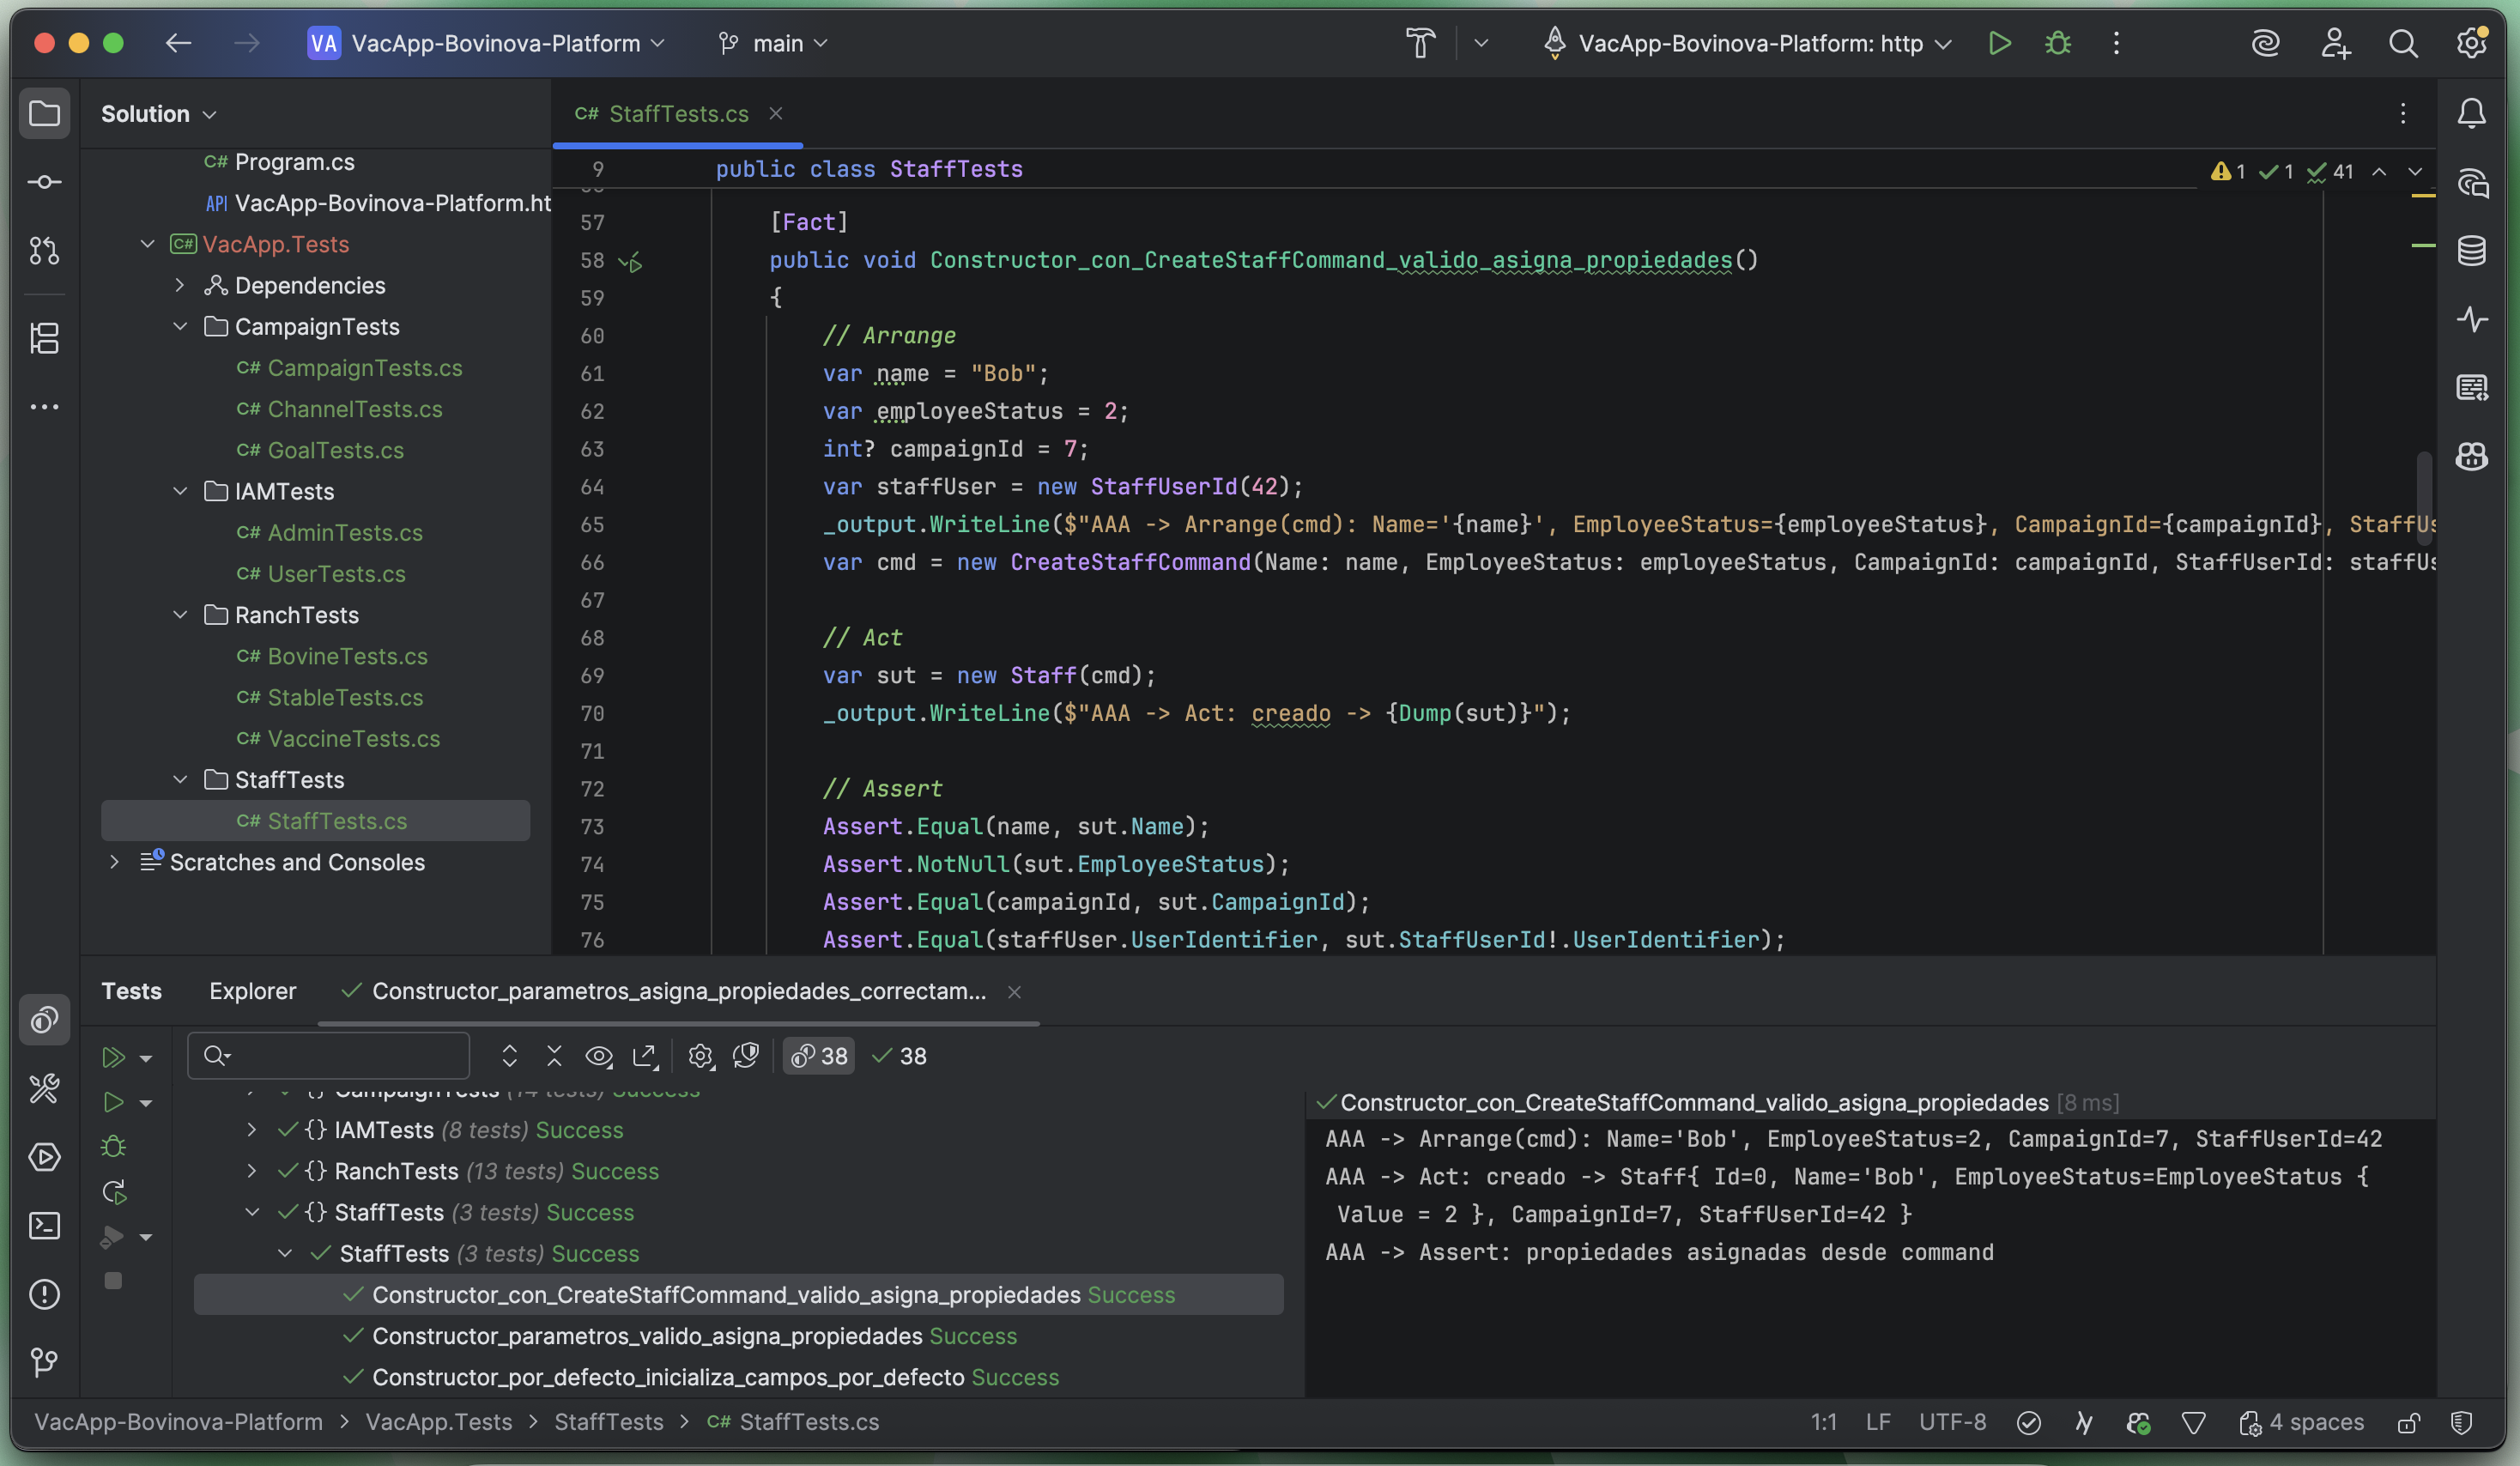 VA VacApp-Bovinova-Platform main VacApp-Bovinova-Platform: http
Solution
C# Program.cs
API VacApp-Bovinova-Platform.ht
C# VacApp.Tests
Dependencies
CampaignTests
C# CampaignTests.cs
C# ChannelTests.cs
C# GoalTests.cs
IAMTests
C# AdminTests.cs
C# UserTests.cs
RanchTests
C# BovineTests.cs
C# StableTests.cs
C# VaccineTests.cs
StaffTests
C# StaffTests.cs
Scratches and Consoles
C# StaffTests.cs
9 public class StaffTests
1 1 41
57 [Fact]
58 public void Constructor_con_CreateStaffCommand_valido_asigna_propiedades()
59 {
60 // Arrange
61 var name = "Bob";
62 var employeeStatus = 2;
63 int? campaignId = 7;
64 var staffUser = new StaffUserId(42);
65 _output.WriteLine($"AAA -> Arrange(cmd): Name='{name}', EmployeeStatus={employeeStatus}, CampaignId={campaignId}, StaffUs
66 var cmd = new CreateStaffCommand(Name: name, EmployeeStatus: employeeStatus, CampaignId: campaignId, StaffUserId: staffUs
67
68 // Act
69 var sut = new Staff(cmd);
70 _output.WriteLine($"AAA -> Act: creado -> {Dump(sut)}");
71
72 // Assert
73 Assert.Equal(name, sut.Name);
74 Assert.NotNull(sut.EmployeeStatus);
75 Assert.Equal(campaignId, sut.CampaignId);
76 Assert.Equal(staffUser.UserIdentifier, sut.StaffUserId!.UserIdentifier);
Tests Explorer Constructor_parametros_asigna_propiedades_correctam...
38 38
CampaignTests (14 tests) Success
{} IAMTests (8 tests) Success
{} RanchTests (13 tests) Success
{} StaffTests (3 tests) Success
StaffTests (3 tests) Success
Constructor_con_CreateStaffCommand_valido_asigna_propiedades Success
Constructor_parametros_valido_asigna_propiedades Success
Constructor_por_defecto_inicializa_campos_por_defecto Success
Constructor_con_CreateStaffCommand_valido_asigna_propiedades [8 ms]
AAA -> Arrange(cmd): Name='Bob', EmployeeStatus=2, CampaignId=7, StaffUserId=42
AAA -> Act: creado -> Staff{ Id=0, Name='Bob', EmployeeStatus=EmployeeStatus {
Value = 2 }, CampaignId=7, StaffUserId=42 }
AAA -> Assert: propiedades asignadas desde command
VacApp-Bovinova-Platform > VacApp.Tests > StaffTests > C# StaffTests.cs
1:1 LF UTF-8 4 spaces